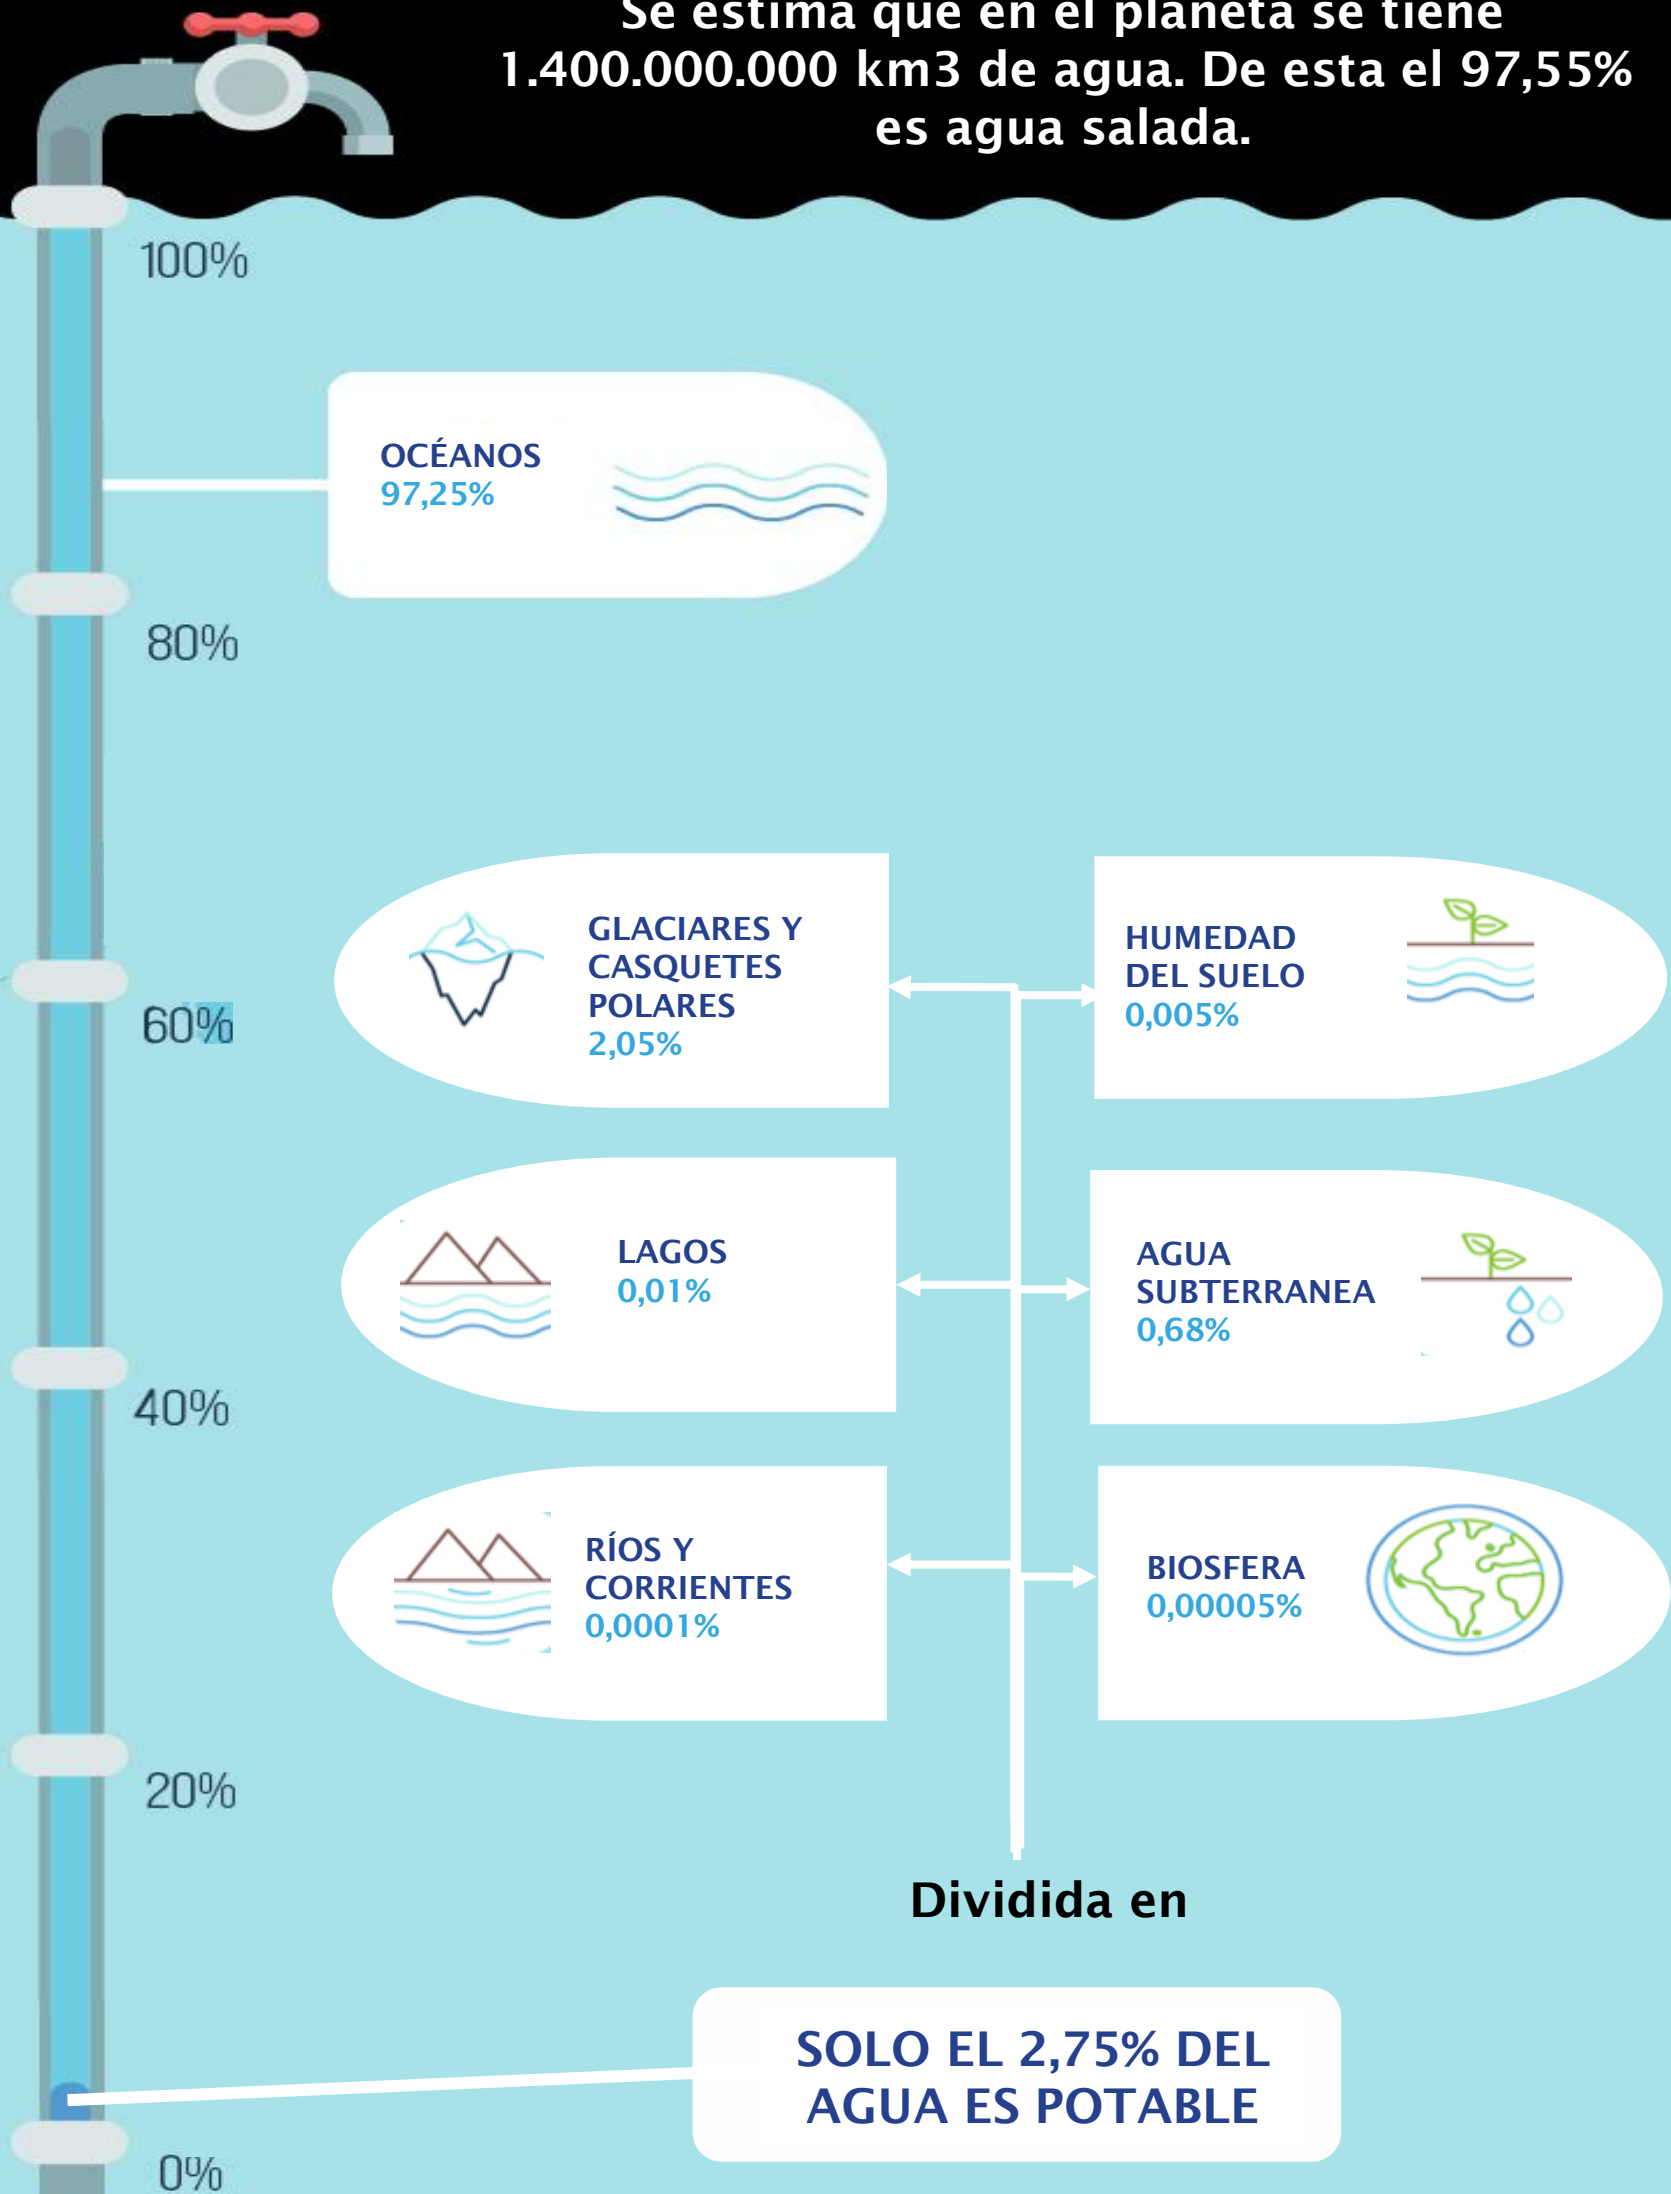 Se estima que en el planeta se tiene
1.400.000.000 km3 de agua. De esta el 97,55%
es agua salada.
100%
OCÉANOS
97,25%
80%
GLACIARES Y
CASQUETES
POLARES
2,05%
HUMEDAD
DEL SUELO
0,005%
60%
LAGOS
0,01%
AGUA
SUBTERRANEA
0,68%
40%
RÍOS Y
CORRIENTES
0,0001%
BIOSFERA
0,00005%
20%
Dividida en
SOLO EL 2,75% DEL
AGUA ES POTABLE
0%